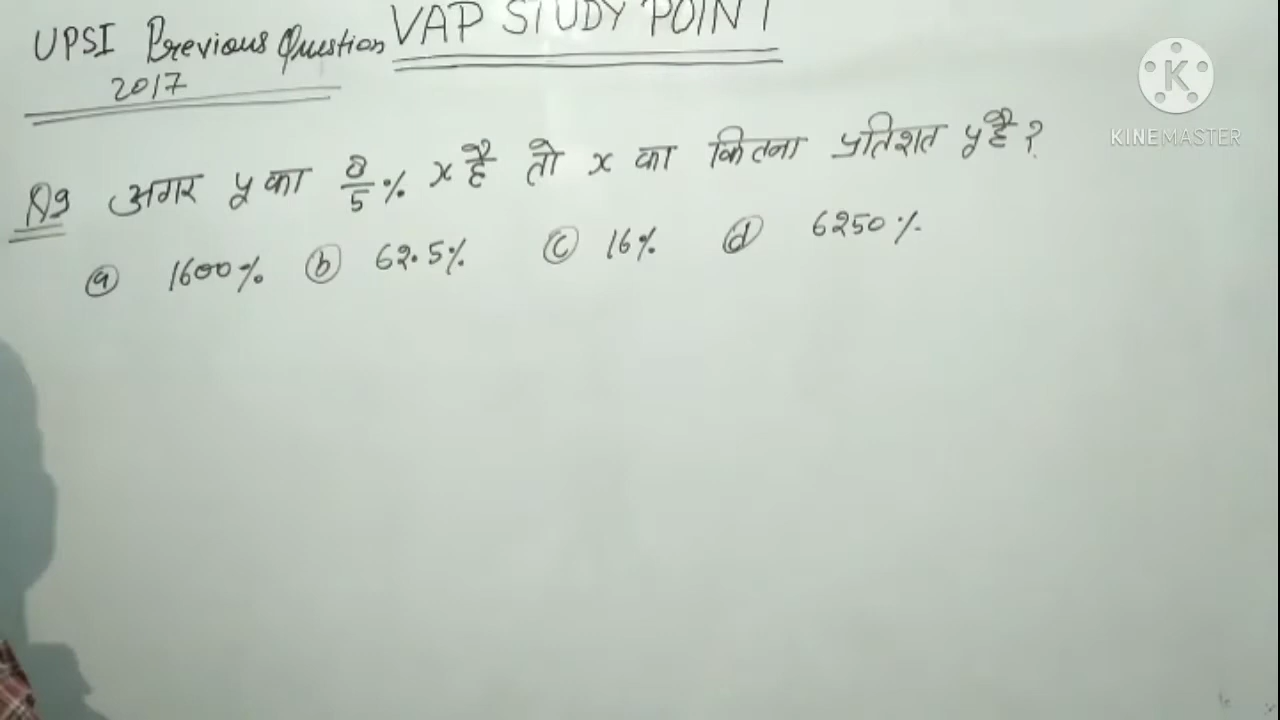 UPSI Previous Question VAP STUDY POINT
2017
KINEMASTER
Q9 अगर y का 8/5 % x है तो x का कितना प्रतिशत y है ?
(a) 1600% (b) 62.5% (c) 16% (d) 6250%